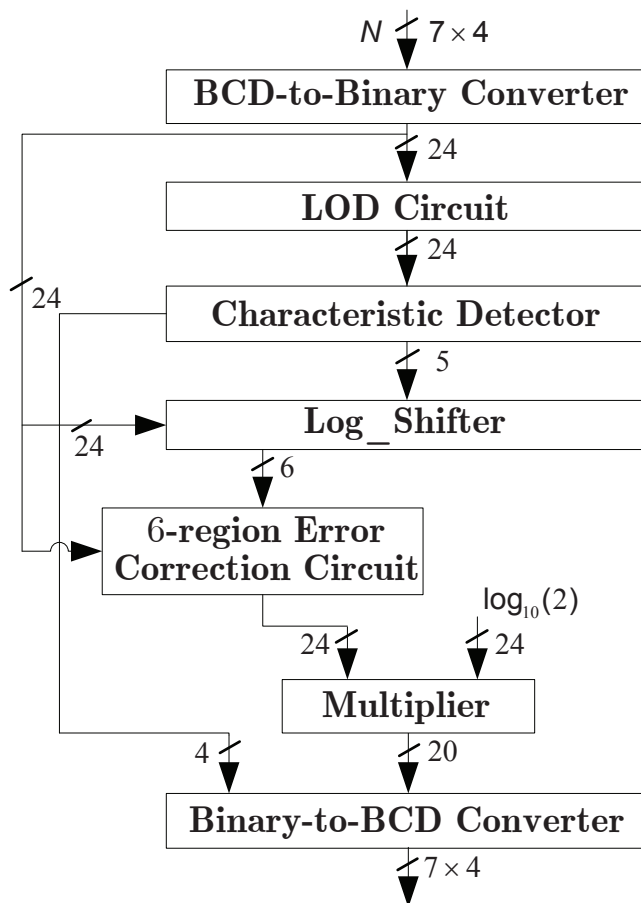 N 7 × 4
BCD-to-Binary Converter
24
LOD Circuit
24
24
Characteristic Detector
5
24
Log_Shifter
6
6-region Error
Correction Circuit
log₁₀(2)
24
24
Multiplier
4
20
Binary-to-BCD Converter
7 × 4